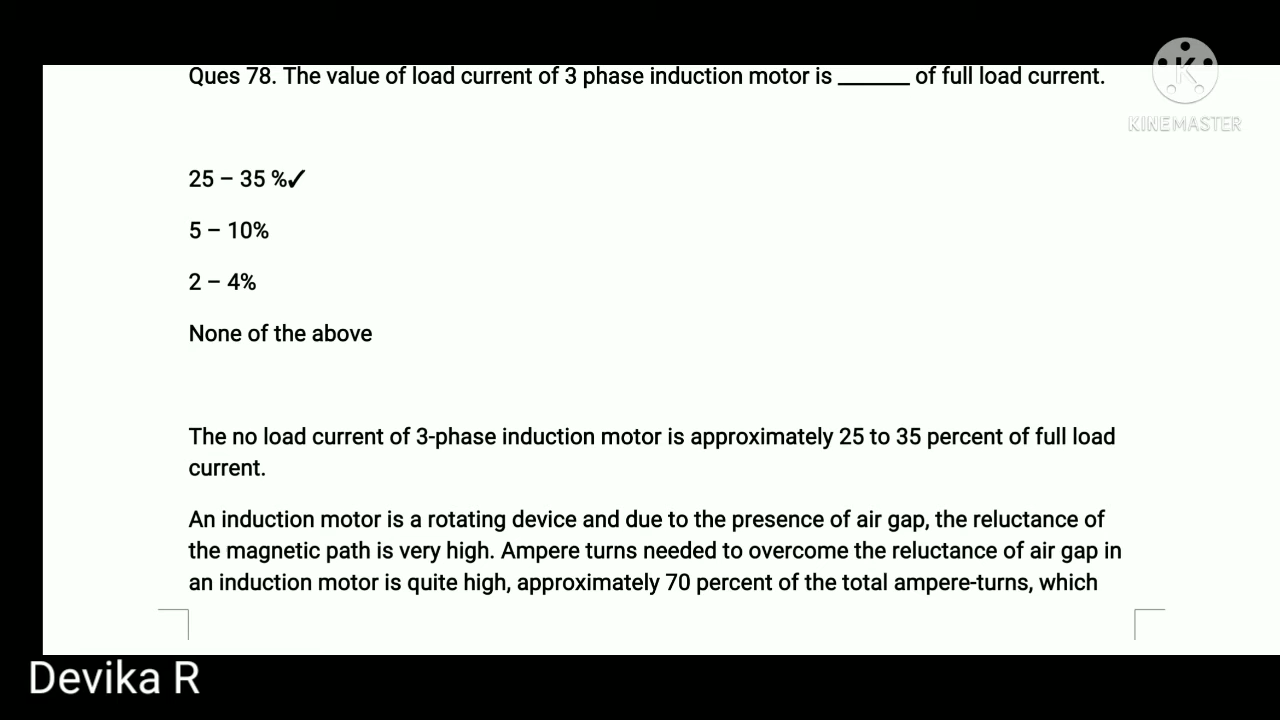 Ques 78. The value of load current of 3 phase induction motor is ______ of full load current.
KINEMASTER
25 – 35 %✓
5 – 10%
2 – 4%
None of the above
The no load current of 3-phase induction motor is approximately 25 to 35 percent of full load
current.
An induction motor is a rotating device and due to the presence of air gap, the reluctance of
the magnetic path is very high. Ampere turns needed to overcome the reluctance of air gap in
an induction motor is quite high, approximately 70 percent of the total ampere-turns, which
Devika R